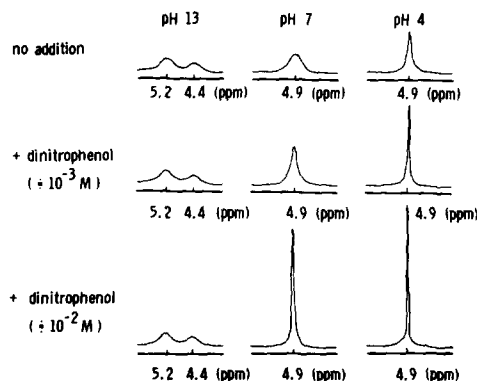 pH 13 pH 7 pH 4
no addition
5.2 4.4 (ppm) 4.9 (ppm) 4.9 (ppm)
+ dinitrophenol
(÷ 10⁻³ M)
5.2 4.4 (ppm) 4.9 (ppm) 4.9 (ppm)
+ dinitrophenol
(÷ 10⁻² M)
5.2 4.4 (ppm) 4.9 (ppm) 4.9 (ppm)